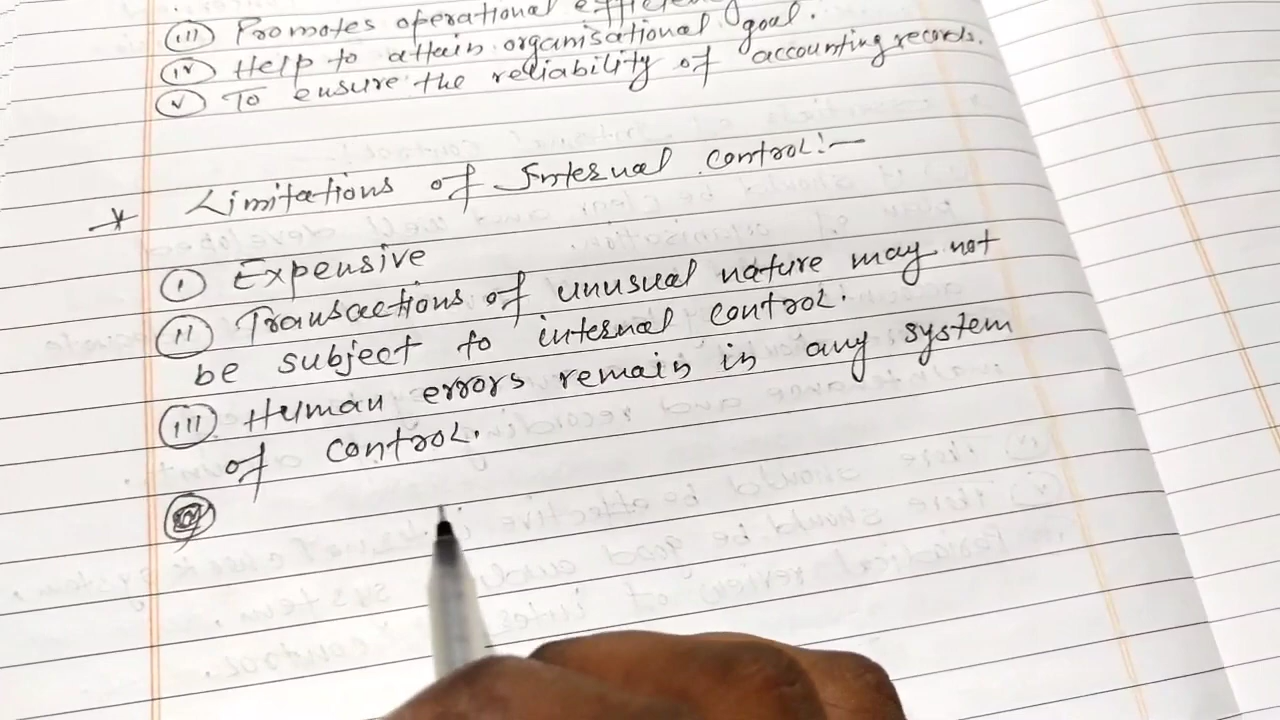 (III) Promotes operational
(IV) Help to attain organisational goal.
(V) To ensure the reliability of accounting records.
* Limitations of Internal Control:-
(I) Expensive
(II) Transactions of unusual nature may not
be subject to internal control.
(III) Human errors remain in any system
of control.